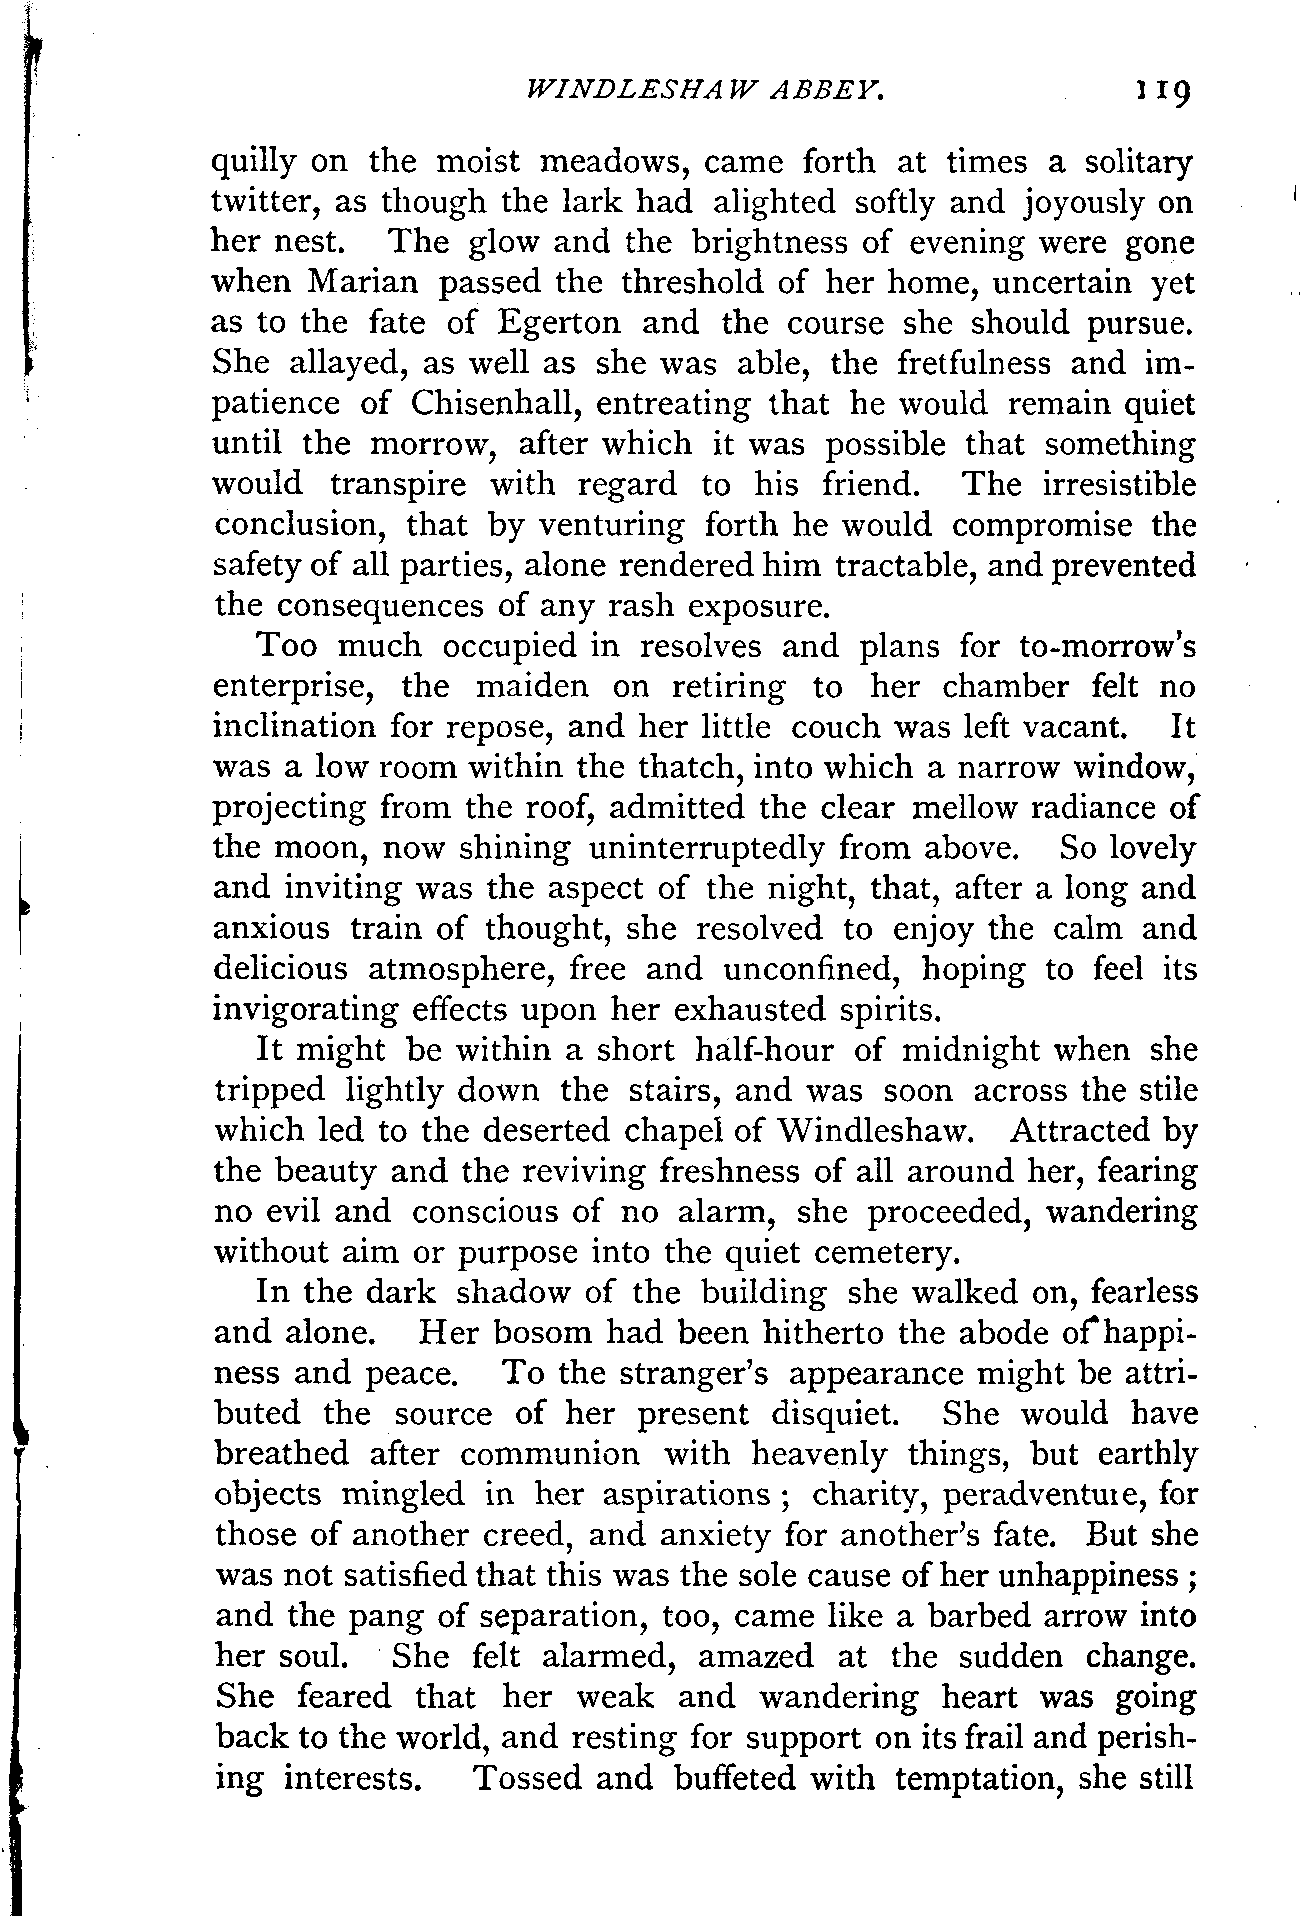 WINDLESHAW ABBEY. 119
quilly on the moist meadows, came forth at times a solitary
twitter, as though the lark had alighted softly and joyously on
her nest. The glow and the brightness of evening were gone
when Marian passed the threshold of her home, uncertain yet
as to the fate of Egerton and the course she should pursue.
She allayed, as well as she was able, the fretfulness and im-
patience of Chisenhall, entreating that he would remain quiet
until the morrow, after which it was possible that something
would transpire with regard to his friend. The irresistible
conclusion, that by venturing forth he would compromise the
safety of all parties, alone rendered him tractable, and prevented
the consequences of any rash exposure.
Too much occupied in resolves and plans for to-morrow's
enterprise, the maiden on retiring to her chamber felt no
inclination for repose, and her little couch was left vacant. It
was a low room within the thatch, into which a narrow window,
projecting from the roof, admitted the clear mellow radiance of
the moon, now shining uninterruptedly from above. So lovely
and inviting was the aspect of the night, that, after a long and
anxious train of thought, she resolved to enjoy the calm and
delicious atmosphere, free and unconfined, hoping to feel its
invigorating effects upon her exhausted spirits.
It might be within a short half-hour of midnight when she
tripped lightly down the stairs, and was soon across the stile
which led to the deserted chapel of Windleshaw. Attracted by
the beauty and the reviving freshness of all around her, fearing
no evil and conscious of no alarm, she proceeded, wandering
without aim or purpose into the quiet cemetery.
In the dark shadow of the building she walked on, fearless
and alone. Her bosom had been hitherto the abode of happi-
ness and peace. To the stranger's appearance might be attri-
buted the source of her present disquiet. She would have
breathed after communion with heavenly things, but earthly
objects mingled in her aspirations ; charity, peradventure, for
those of another creed, and anxiety for another's fate. But she
was not satisfied that this was the sole cause of her unhappiness ;
and the pang of separation, too, came like a barbed arrow into
her soul. She felt alarmed, amazed at the sudden change.
She feared that her weak and wandering heart was going
back to the world, and resting for support on its frail and perish-
ing interests. Tossed and buffeted with temptation, she still